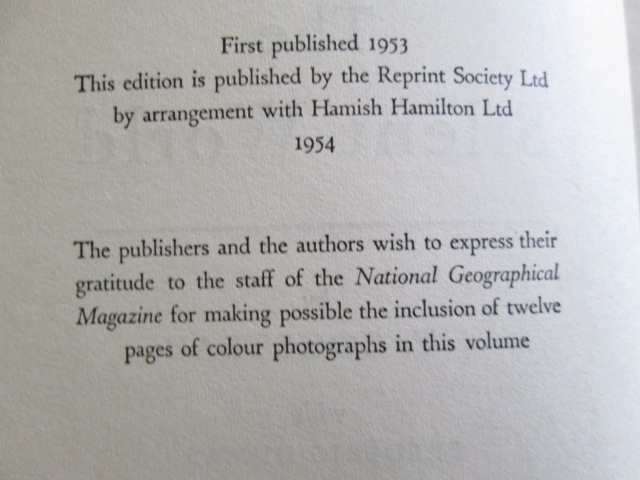 First published 1953
This edition is published by the Reprint Society Ltd
by arrangement with Hamish Hamilton Ltd
1954
The publishers and the authors wish to express their
gratitude to the staff of the National Geographical
Magazine for making possible the inclusion of twelve
pages of colour photographs in this volume